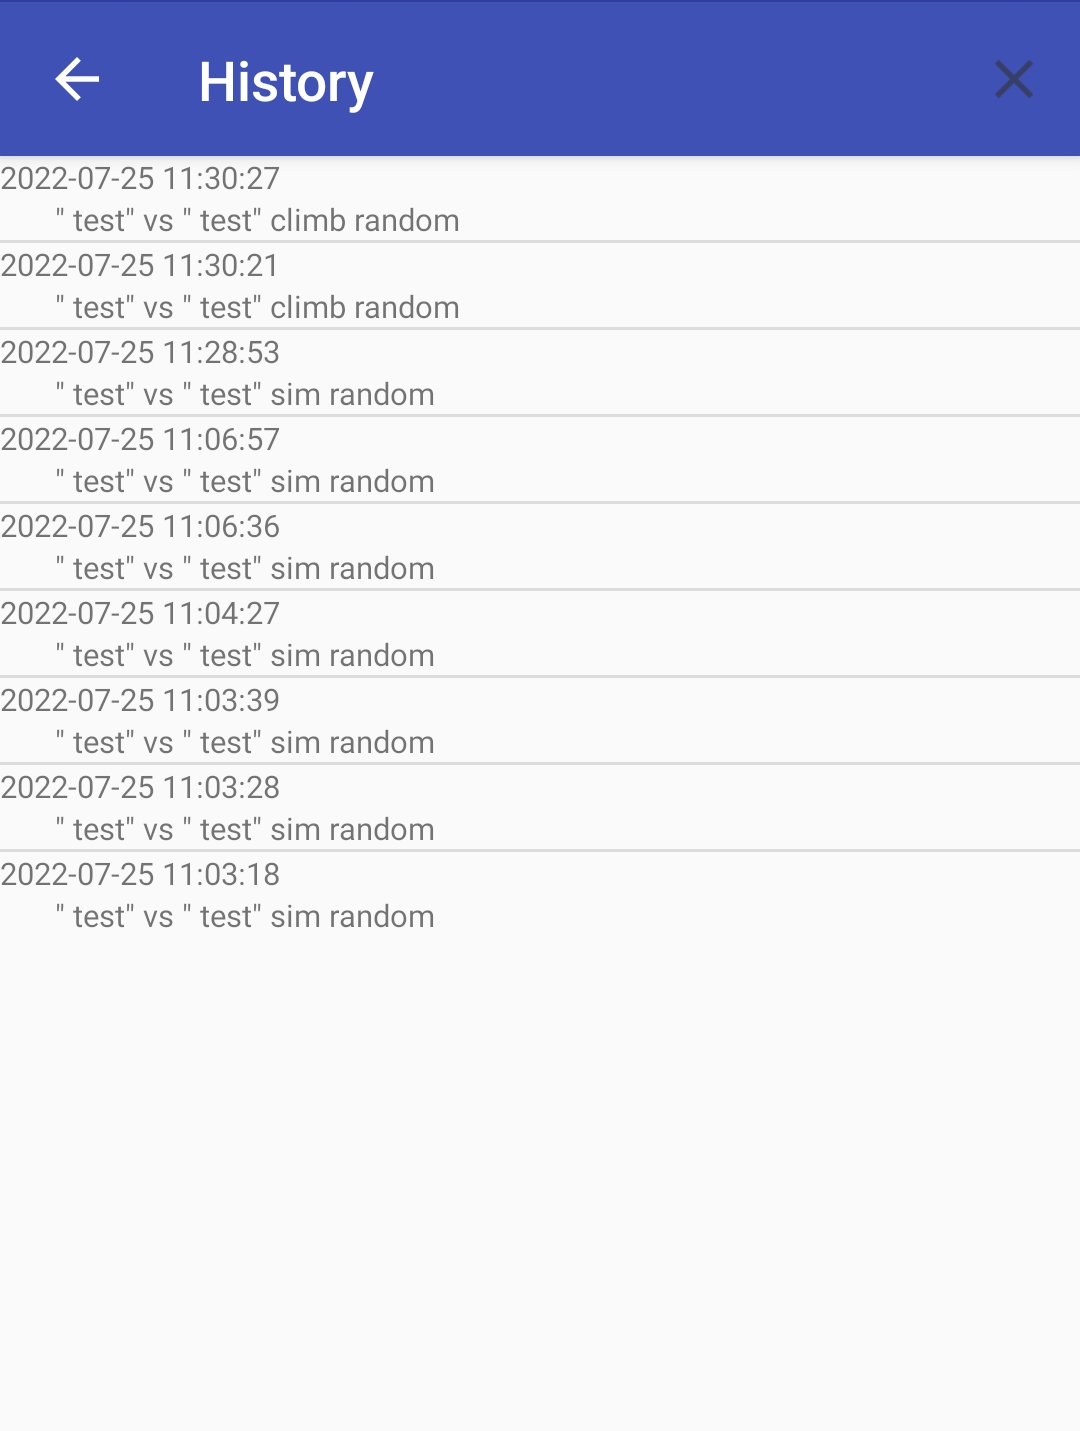 History
2022-07-25 11:30:27
" test" vs " test" climb random
2022-07-25 11:30:21
" test" vs " test" climb random
2022-07-25 11:28:53
" test" vs " test" sim random
2022-07-25 11:06:57
" test" vs " test" sim random
2022-07-25 11:06:36
" test" vs " test" sim random
2022-07-25 11:04:27
" test" vs " test" sim random
2022-07-25 11:03:39
" test" vs " test" sim random
2022-07-25 11:03:28
" test" vs " test" sim random
2022-07-25 11:03:18
" test" vs " test" sim random